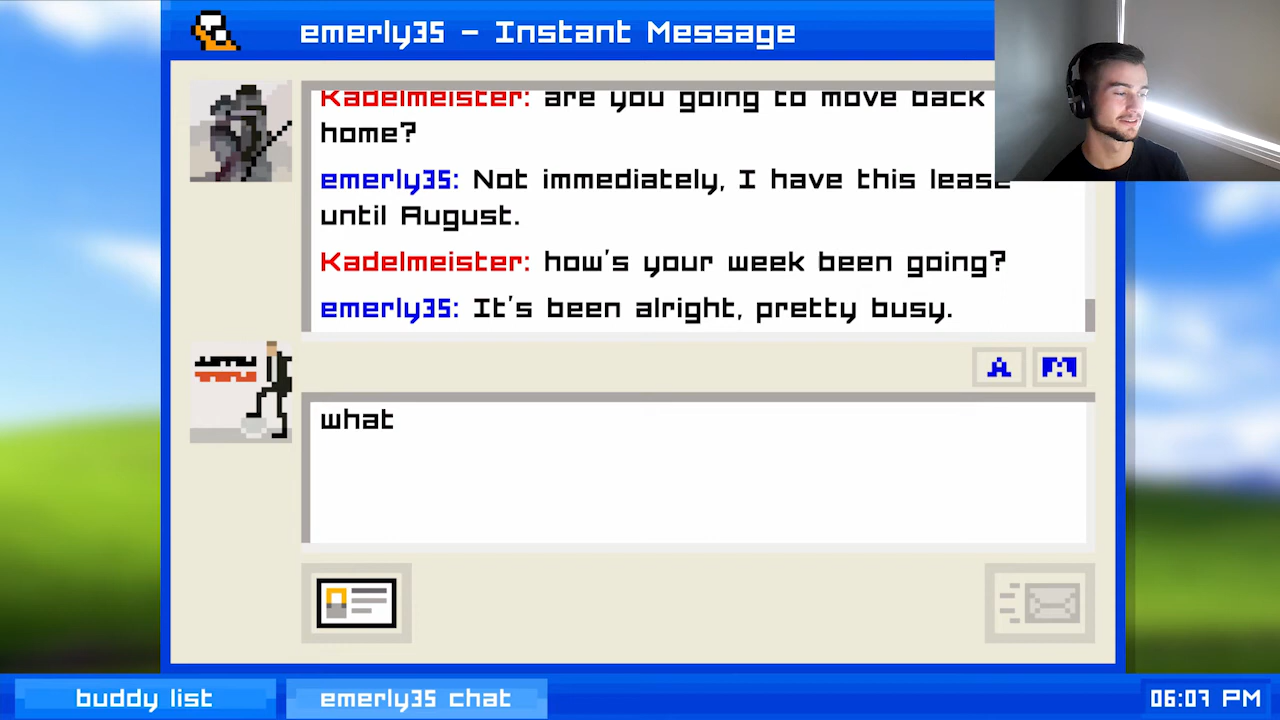 emerly35 - Instant Message
Kadelmeister: are you going to move back
home?
emerly35: Not immediately, I have this lease
until August.
Kadelmeister: how's your week been going?
emerly35: It's been alright, pretty busy.
A
what
buddy list
emerly35 chat
06:07 PM